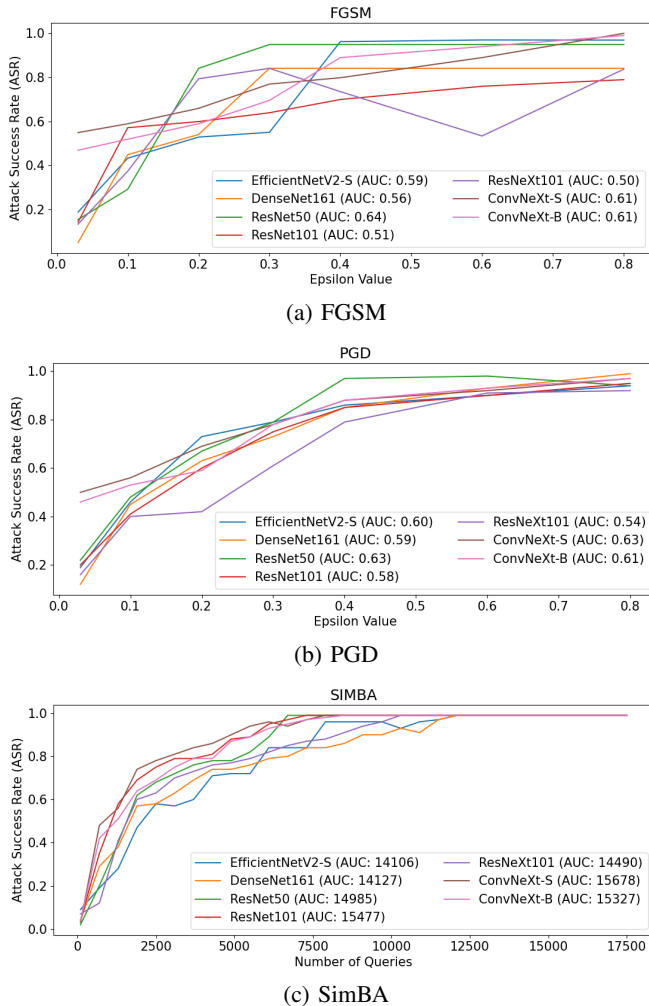 FGSM
1.0
0.8
0.6
0.4
0.2
Attack Success Rate (ASR)
EfficientNetV2-S (AUC: 0.59)
DenseNet161 (AUC: 0.56)
ResNet50 (AUC: 0.64)
ResNet101 (AUC: 0.51)
ResNeXt101 (AUC: 0.50)
ConvNeXt-S (AUC: 0.61)
ConvNeXt-B (AUC: 0.61)
0.0 0.1 0.2 0.3 0.4 0.5 0.6 0.7 0.8
Epsilon Value
(a) FGSM
PGD
1.0
0.8
0.6
0.4
0.2
Attack Success Rate (ASR)
EfficientNetV2-S (AUC: 0.60)
DenseNet161 (AUC: 0.59)
ResNet50 (AUC: 0.63)
ResNet101 (AUC: 0.58)
ResNeXt101 (AUC: 0.54)
ConvNeXt-S (AUC: 0.63)
ConvNeXt-B (AUC: 0.61)
0.0 0.1 0.2 0.3 0.4 0.5 0.6 0.7 0.8
Epsilon Value
(b) PGD
SIMBA
1.0
0.8
0.6
0.4
0.2
0.0
Attack Success Rate (ASR)
EfficientNetV2-S (AUC: 14106)
DenseNet161 (AUC: 14127)
ResNet50 (AUC: 14985)
ResNet101 (AUC: 15477)
ResNeXt101 (AUC: 14490)
ConvNeXt-S (AUC: 15678)
ConvNeXt-B (AUC: 15327)
0 2500 5000 7500 10000 12500 15000 17500
Number of Queries
(c) SimBA